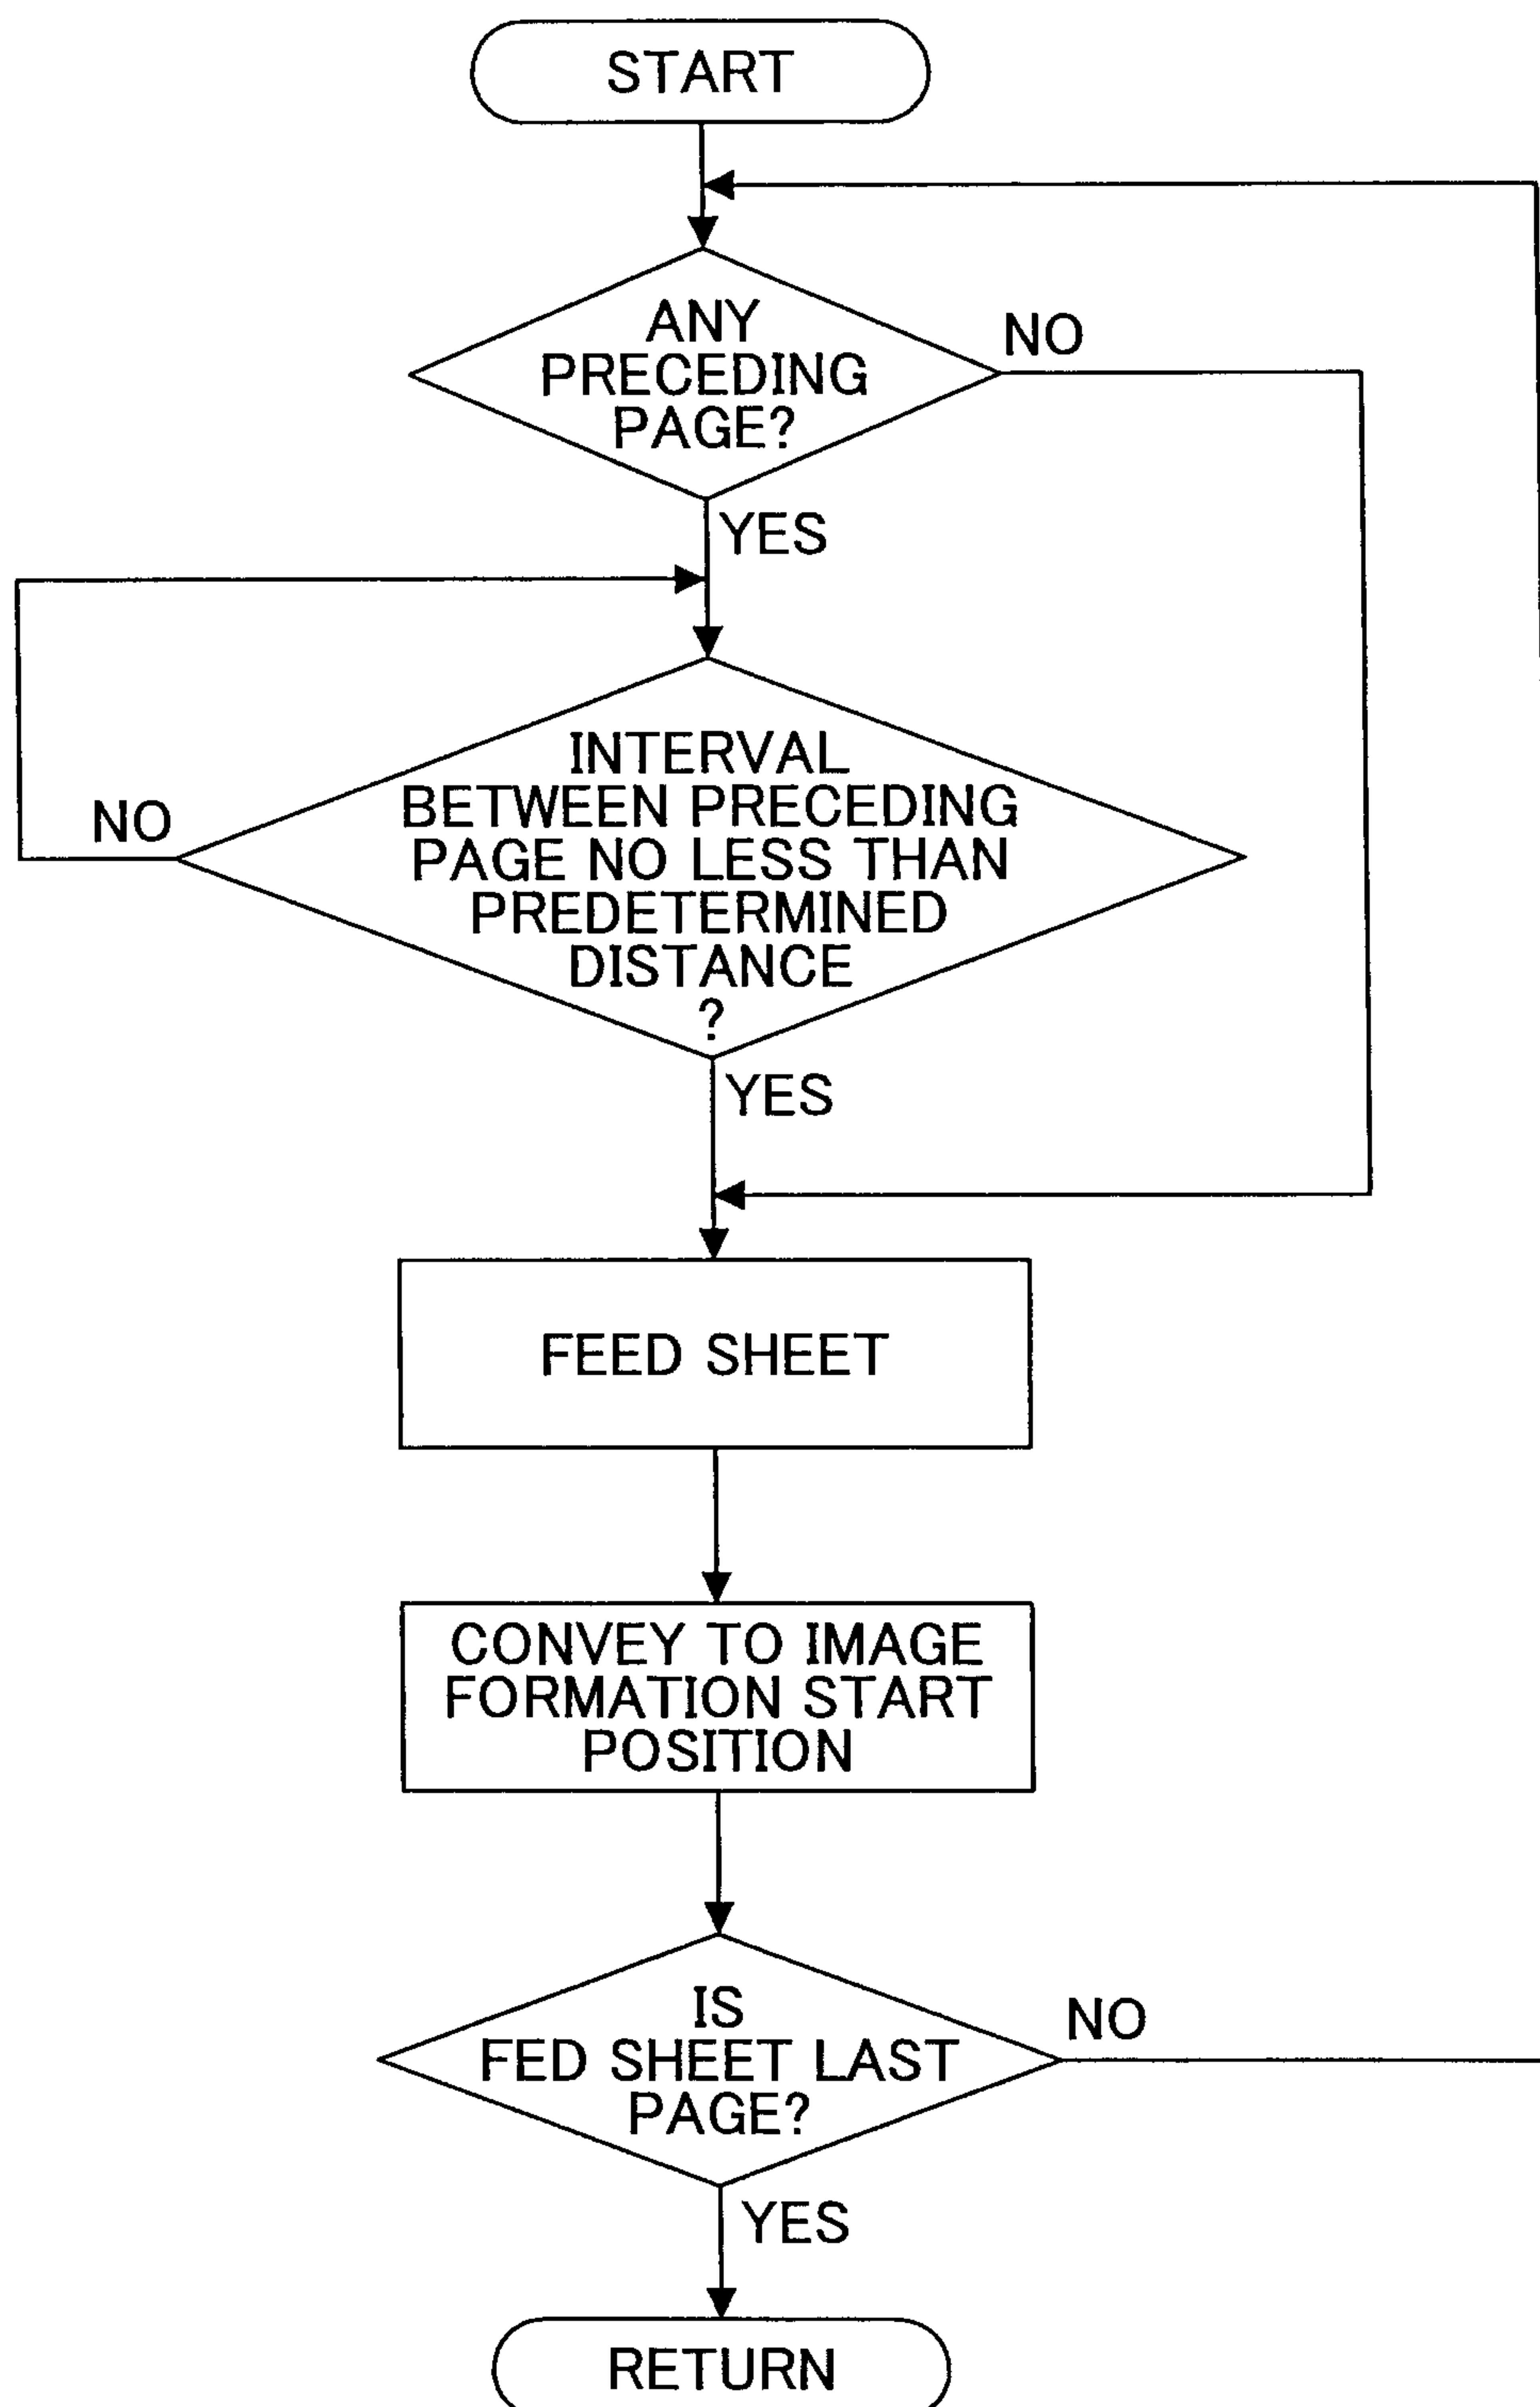 START
ANY
PRECEDING
PAGE?
NO
YES
INTERVAL
BETWEEN PRECEDING
PAGE NO LESS THAN
PREDETERMINED
DISTANCE
?
NO
YES
FEED SHEET
CONVEY TO IMAGE
FORMATION START
POSITION
IS
FED SHEET LAST
PAGE?
NO
YES
RETURN